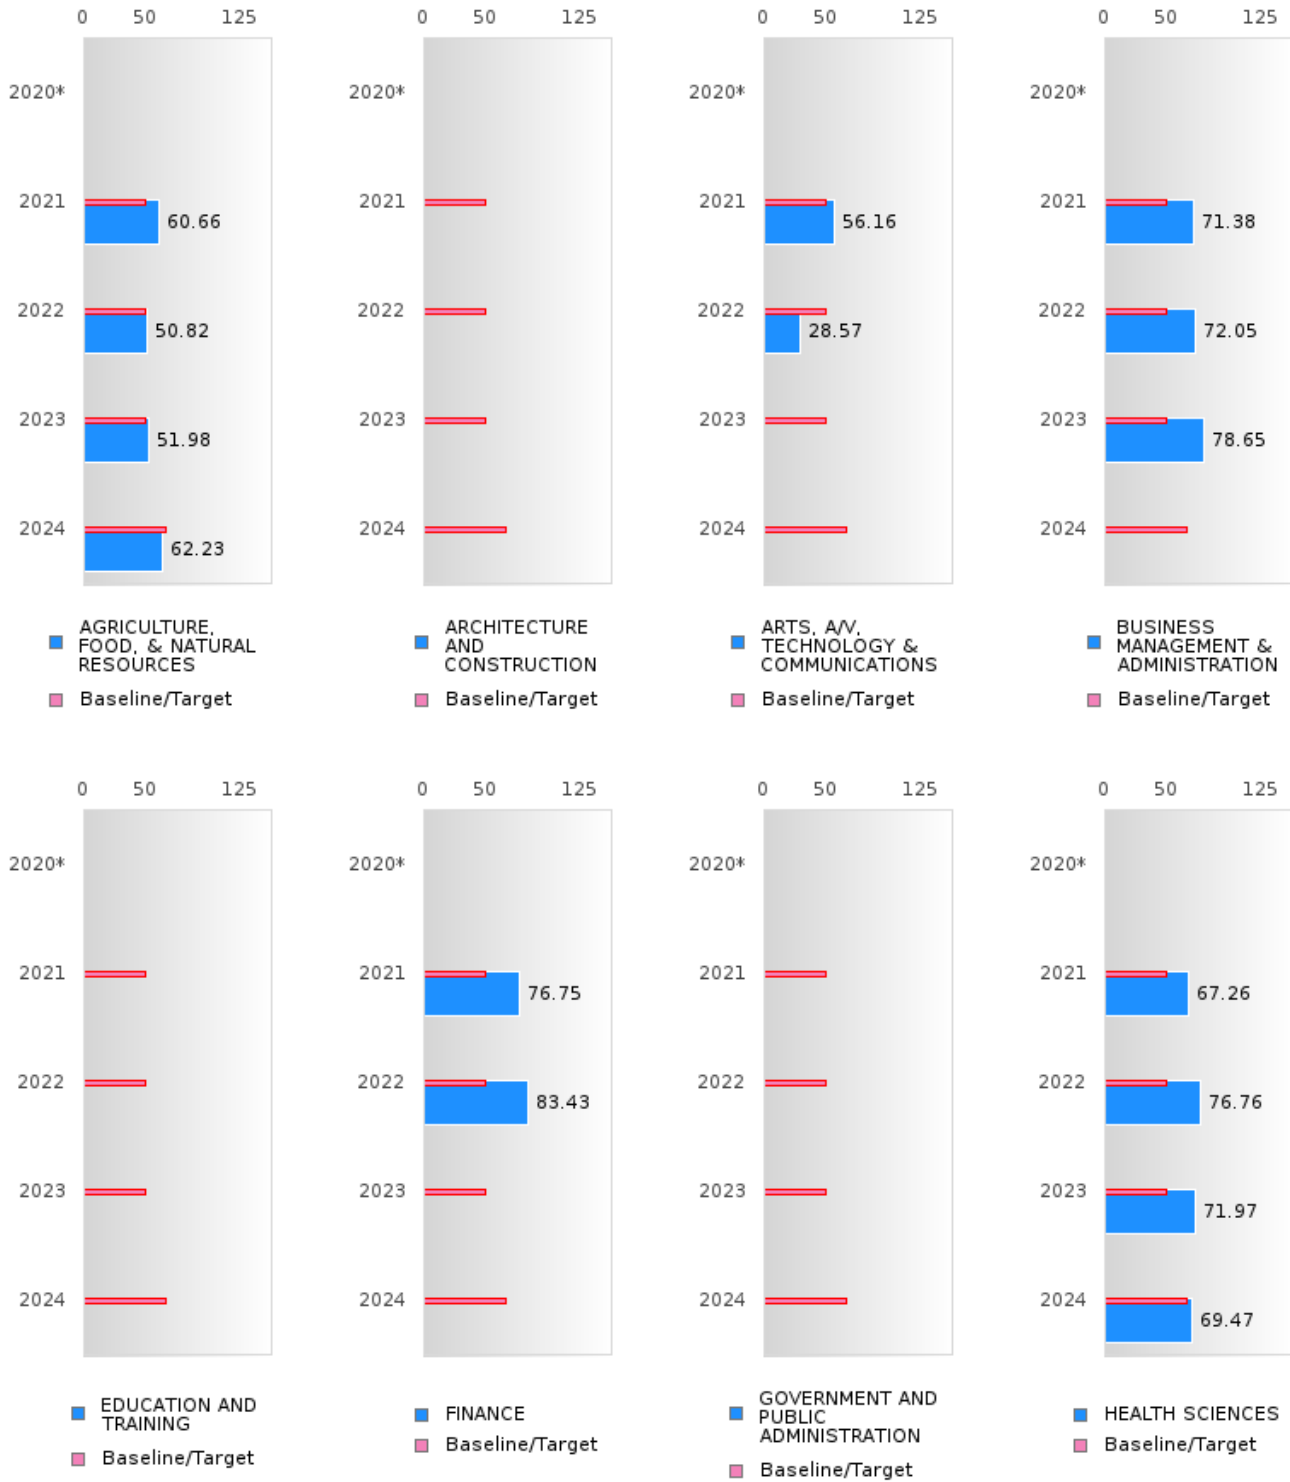 0 50 125 0 50 125 0 50 125 0 50 125
2020* 2020* 2020* 2020*
2021 60.66 2021 2021 56.16 2021 71.38
2022 50.82 2022 2022 28.57 2022 72.05
2023 51.98 2023 2023 2023 78.65
2024 62.23 2024 2024 2024
AGRICULTURE,
FOOD, & NATURAL
RESOURCES
Baseline/Target
ARCHITECTURE
AND
CONSTRUCTION
Baseline/Target
ARTS, A/V,
TECHNOLOGY &
COMMUNICATIONS
Baseline/Target
BUSINESS
MANAGEMENT &
ADMINISTRATION
Baseline/Target
0 50 125 0 50 125 0 50 125 0 50 125
2020* 2020* 2020* 2020*
2021 2021 76.75 2021 2021 67.26
2022 2022 83.43 2022 2022 76.76
2023 2023 2023 2023 71.97
2024 2024 2024 2024 69.47
EDUCATION AND
TRAINING
Baseline/Target
FINANCE
Baseline/Target
GOVERNMENT AND
PUBLIC
ADMINISTRATION
Baseline/Target
HEALTH SCIENCES
Baseline/Target